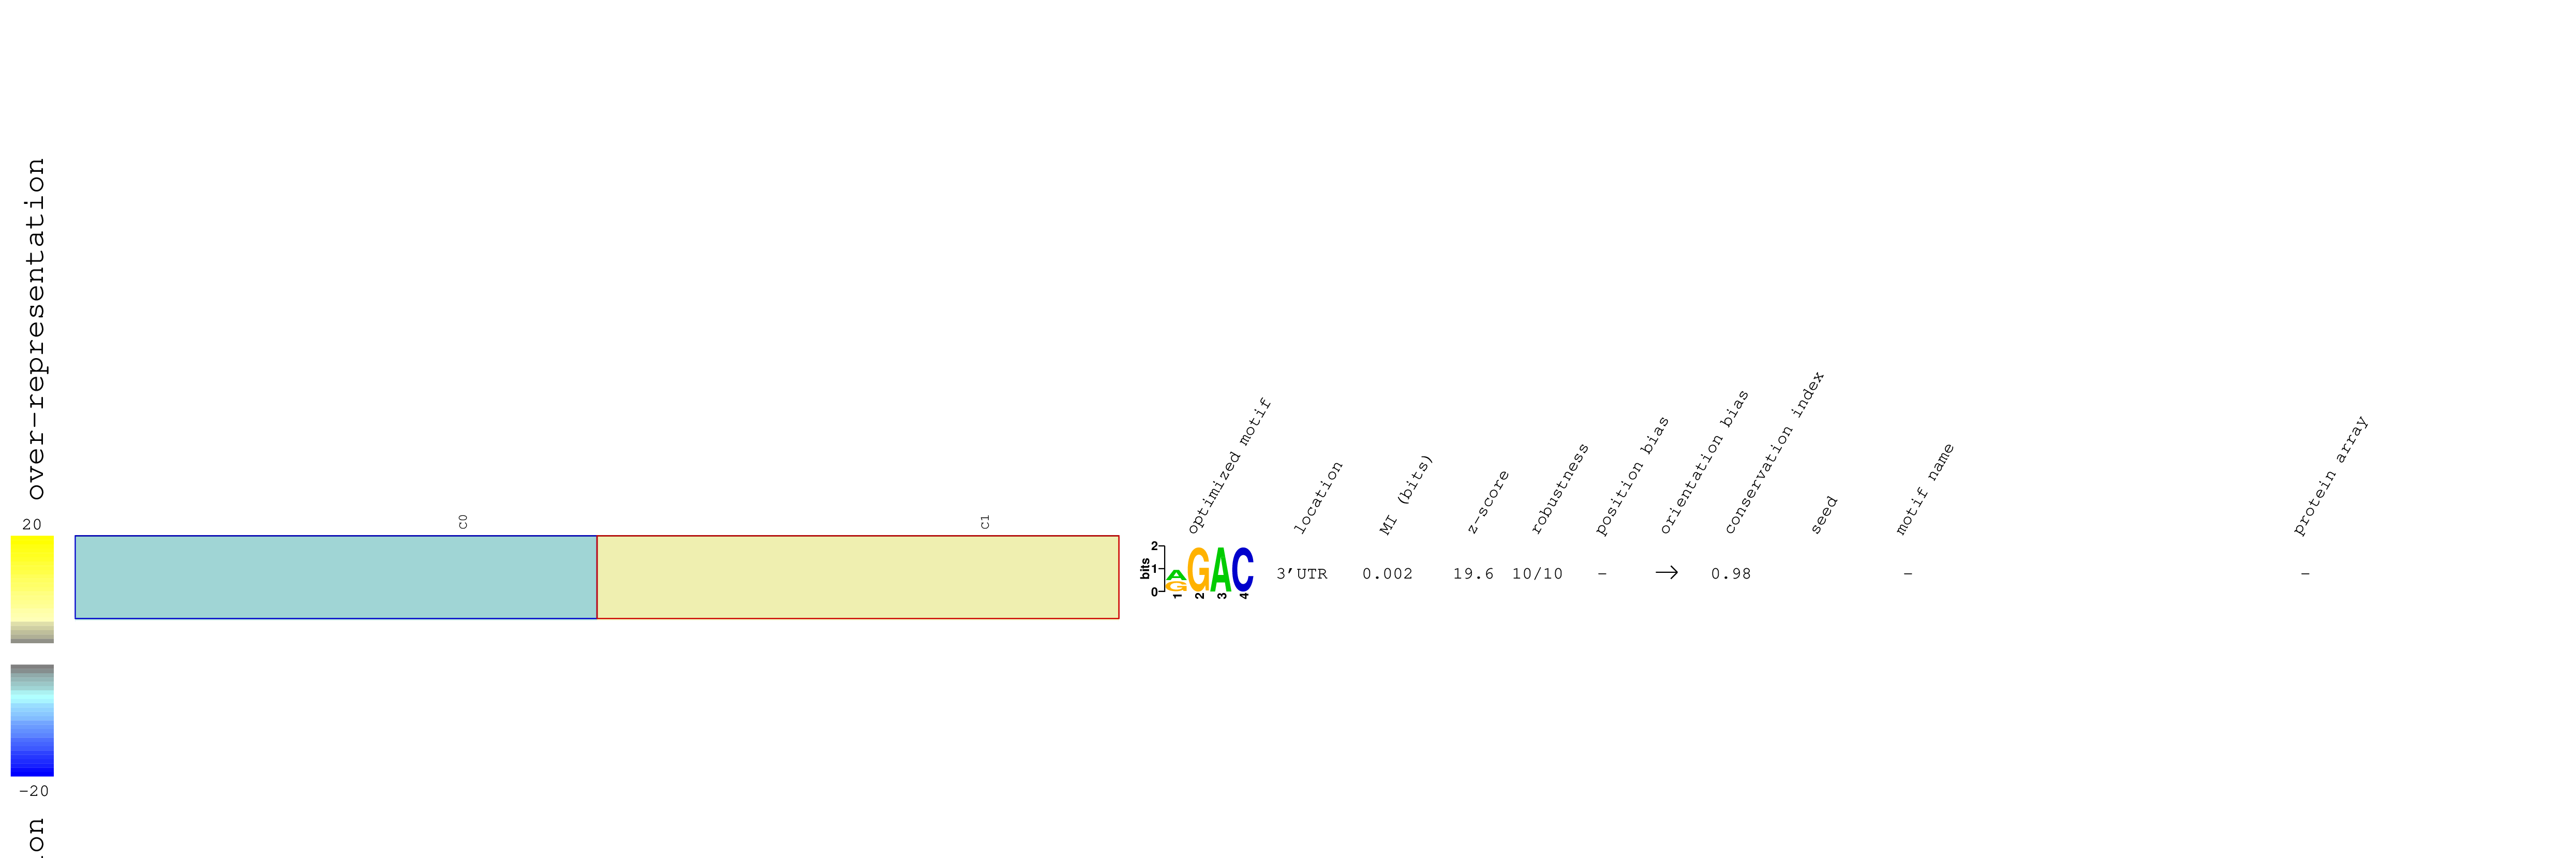 over-representation
20
-20
C0
C1
optimized motif
location
MI (bits)
z-score
robustness
position bias
orientation bias
conservation index
seed
motif name
protein array
bits
2
1
0
AGGAC
1 2 3 4
3'UTR 0.002 19.6 10/10 - → 0.98 - -